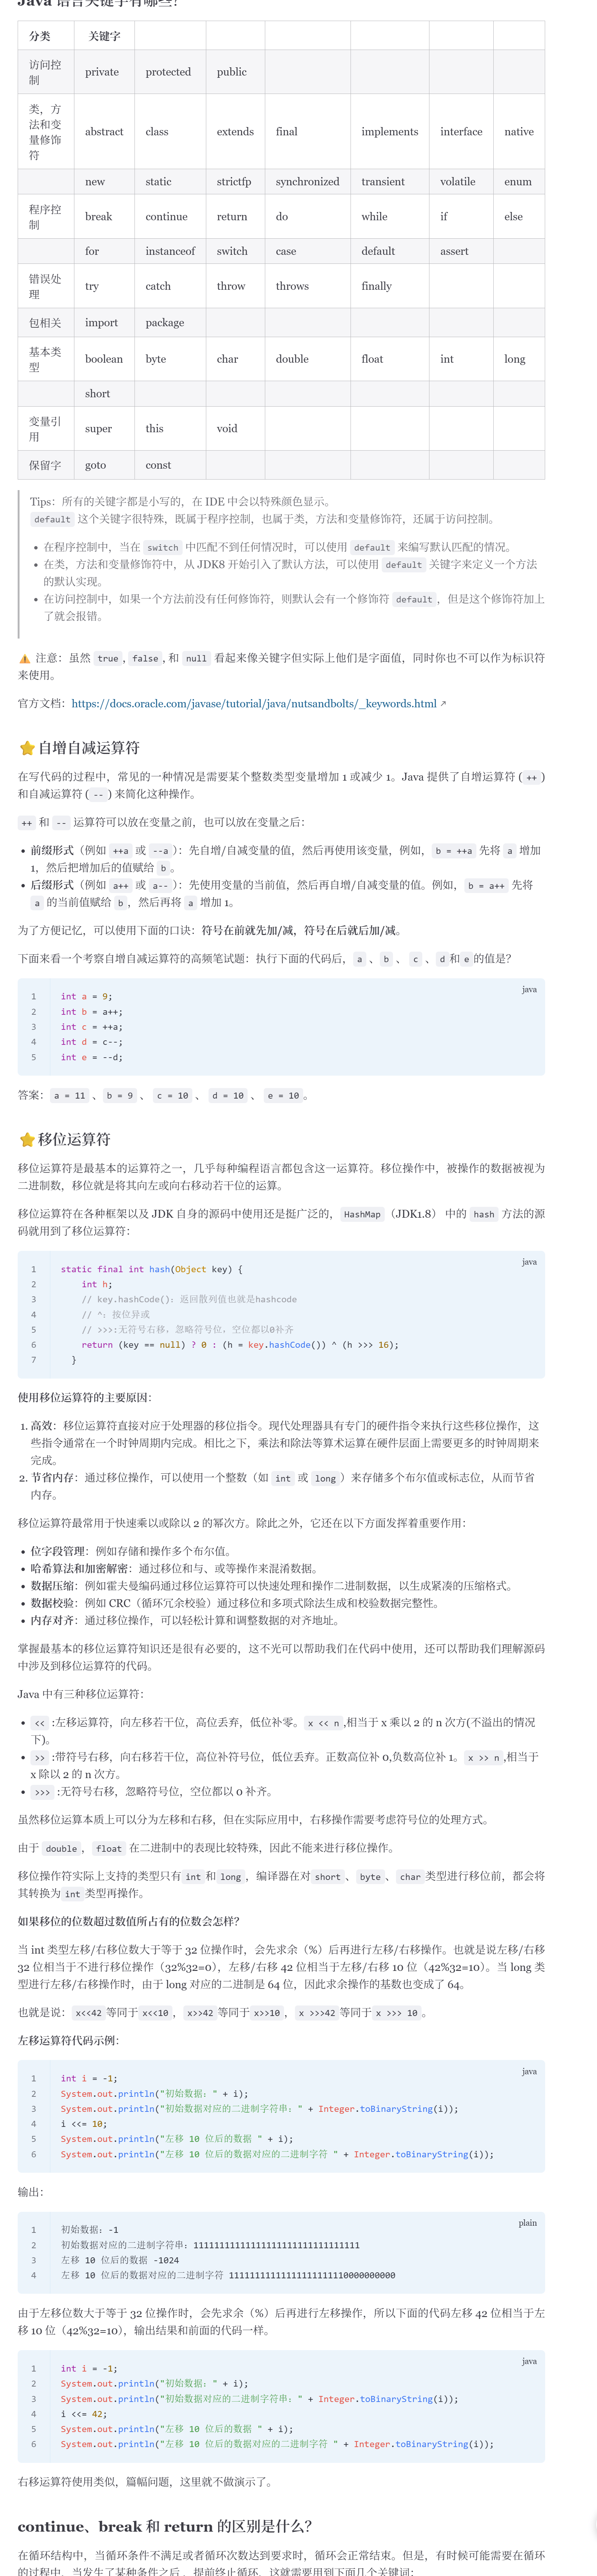 Java 语言关键字有哪些？
分类 关键字
访问控
制 private protected public
类，方
法和变
量修饰
符 abstract class extends final implements interface native
new static strictfp synchronized transient volatile enum
程序控
制 break continue return do while if else
for instanceof switch case default assert
错误处
理 try catch throw throws finally
包相关 import package
基本类
型 boolean byte char double float int long
short
变量引
用 super this void
保留字 goto const
Tips：所有的关键字都是小写的，在 IDE 中会以特殊颜色显示。
default 这个关键字很特殊，既属于程序控制，也属于类，方法和变量修饰符，还属于访问控制。
• 在程序控制中，当在 switch 中匹配不到任何情况时，可以使用 default 来编写默认匹配的情况。
• 在类，方法和变量修饰符中，从 JDK8 开始引入了默认方法，可以使用 default 关键字来定义一个方法
的默认实现。
• 在访问控制中，如果一个方法前没有任何修饰符，则默认会有一个修饰符 default，但是这个修饰符加上
了就会报错。
⚠️ 注意：虽然 true, false, 和 null 看起来像关键字但实际上他们是字面值，同时你也不可以作为标识符
来使用。
官方文档：https://docs.oracle.com/javase/tutorial/java/nutsandbolts/_keywords.html ↗
⭐️自增自减运算符
在写代码的过程中，常见的一种情况是需要某个整数类型变量增加 1 或减少 1。Java 提供了自增运算符 (++)
和自减运算符 (--) 来简化这种操作。
++ 和 -- 运算符可以放在变量之前，也可以放在变量之后：
• 前缀形式（例如 ++a 或 --a）：先自增/自减变量的值，然后再使用该变量，例如，b = ++a 先将 a 增加
1，然后把增加后的值赋给 b。
• 后缀形式（例如 a++ 或 a--）：先使用变量的当前值，然后再自增/自减变量的值。例如，b = a++ 先将
a 的当前值赋给 b，然后再将 a 增加 1。
为了方便记忆，可以使用下面的口诀：符号在前就先加/减，符号在后就后加/减。
下面来看一个考察自增自减运算符的高频笔试题：执行下面的代码后，a 、b 、 c 、d 和e的值是？
java
1 int a = 9;
2 int b = a++;
3 int c = ++a;
4 int d = c--;
5 int e = --d;
答案：a = 11 、b = 9 、 c = 10 、 d = 10 、 e = 10。
⭐️移位运算符
移位运算符是最基本的运算符之一，几乎每种编程语言都包含这一运算符。移位操作中，被操作的数据被视为
二进制数，移位就是将其向左或向右移动若干位的运算。
移位运算符在各种框架以及 JDK 自身的源码中使用还是挺广泛的，HashMap（JDK1.8） 中的 hash 方法的源
码就用到了移位运算符：
java
1 static final int hash(Object key) {
2 int h;
3 // key.hashCode()：返回散列值也就是hashcode
4 // ^：按位异或
5 // >>>:无符号右移，忽略符号位，空位都以0补齐
6 return (key == null) ? 0 : (h = key.hashCode()) ^ (h >>> 16);
7 }
使用移位运算符的主要原因：
1. 高效：移位运算符直接对应于处理器的移位指令。现代处理器具有专门的硬件指令来执行这些移位操作，这
些指令通常在一个时钟周期内完成。相比之下，乘法和除法等算术运算在硬件层面上需要更多的时钟周期来
完成。
2. 节省内存：通过移位操作，可以使用一个整数（如 int 或 long）来存储多个布尔值或标志位，从而节省
内存。
移位运算符最常用于快速乘以或除以 2 的幂次方。除此之外，它还在以下方面发挥着重要作用：
• 位字段管理：例如存储和操作多个布尔值。
• 哈希算法和加密解密：通过移位和与、或等操作来混淆数据。
• 数据压缩：例如霍夫曼编码通过移位运算符可以快速处理和操作二进制数据，以生成紧凑的压缩格式。
• 数据校验：例如 CRC（循环冗余校验）通过移位和多项式除法生成和校验数据完整性。
• 内存对齐：通过移位操作，可以轻松计算和调整数据的对齐地址。
掌握最基本的移位运算符知识还是很有必要的，这不光可以帮助我们在代码中使用，还可以帮助我们理解源码
中涉及到移位运算符的代码。
Java 中有三种移位运算符：
• << :左移运算符，向左移若干位，高位丢弃，低位补零。x << n,相当于 x 乘以 2 的 n 次方(不溢出的情况
下)。
• >> :带符号右移，向右移若干位，高位补符号位，低位丢弃。正数高位补 0,负数高位补 1。x >> n,相当于
x 除以 2 的 n 次方。
• >>> :无符号右移，忽略符号位，空位都以 0 补齐。
虽然移位运算本质上可以分为左移和右移，但在实际应用中，右移操作需要考虑符号位的处理方式。
由于 double，float 在二进制中的表现比较特殊，因此不能来进行移位操作。
移位操作符实际上支持的类型只有int和long，编译器在对short、byte、char类型进行移位前，都会将
其转换为int类型再操作。
如果移位的位数超过数值所占有的位数会怎样？
当 int 类型左移/右移位数大于等于 32 位操作时，会先求余（%）后再进行左移/右移操作。也就是说左移/右移
32 位相当于不进行移位操作（32%32=0），左移/右移 42 位相当于左移/右移 10 位（42%32=10）。当 long 类
型进行左移/右移操作时，由于 long 对应的二进制是 64 位，因此求余操作的基数也变成了 64。
也就是说：x<<42等同于x<<10，x>>42等同于x>>10，x >>>42等同于x >>> 10。
左移运算符代码示例：
java
1 int i = -1;
2 System.out.println("初始数据：" + i);
3 System.out.println("初始数据对应的二进制字符串：" + Integer.toBinaryString(i));
4 i <<= 10;
5 System.out.println("左移 10 位后的数据 " + i);
6 System.out.println("左移 10 位后的数据对应的二进制字符 " + Integer.toBinaryString(i));
输出：
plain
1 初始数据：-1
2 初始数据对应的二进制字符串：11111111111111111111111111111111
3 左移 10 位后的数据 -1024
4 左移 10 位后的数据对应的二进制字符 11111111111111111111110000000000
由于左移位数大于等于 32 位操作时，会先求余（%）后再进行左移操作，所以下面的代码左移 42 位相当于左
移 10 位（42%32=10），输出结果和前面的代码一样。
java
1 int i = -1;
2 System.out.println("初始数据：" + i);
3 System.out.println("初始数据对应的二进制字符串：" + Integer.toBinaryString(i));
4 i <<= 42;
5 System.out.println("左移 10 位后的数据 " + i);
6 System.out.println("左移 10 位后的数据对应的二进制字符 " + Integer.toBinaryString(i));
右移运算符使用类似，篇幅问题，这里就不做演示了。
continue、break 和 return 的区别是什么？
在循环结构中，当循环条件不满足或者循环次数达到要求时，循环会正常结束。但是，有时候可能需要在循环
的过程中，当发生了某种条件之后，提前终止循环，这就需要用到下面几个关键词：